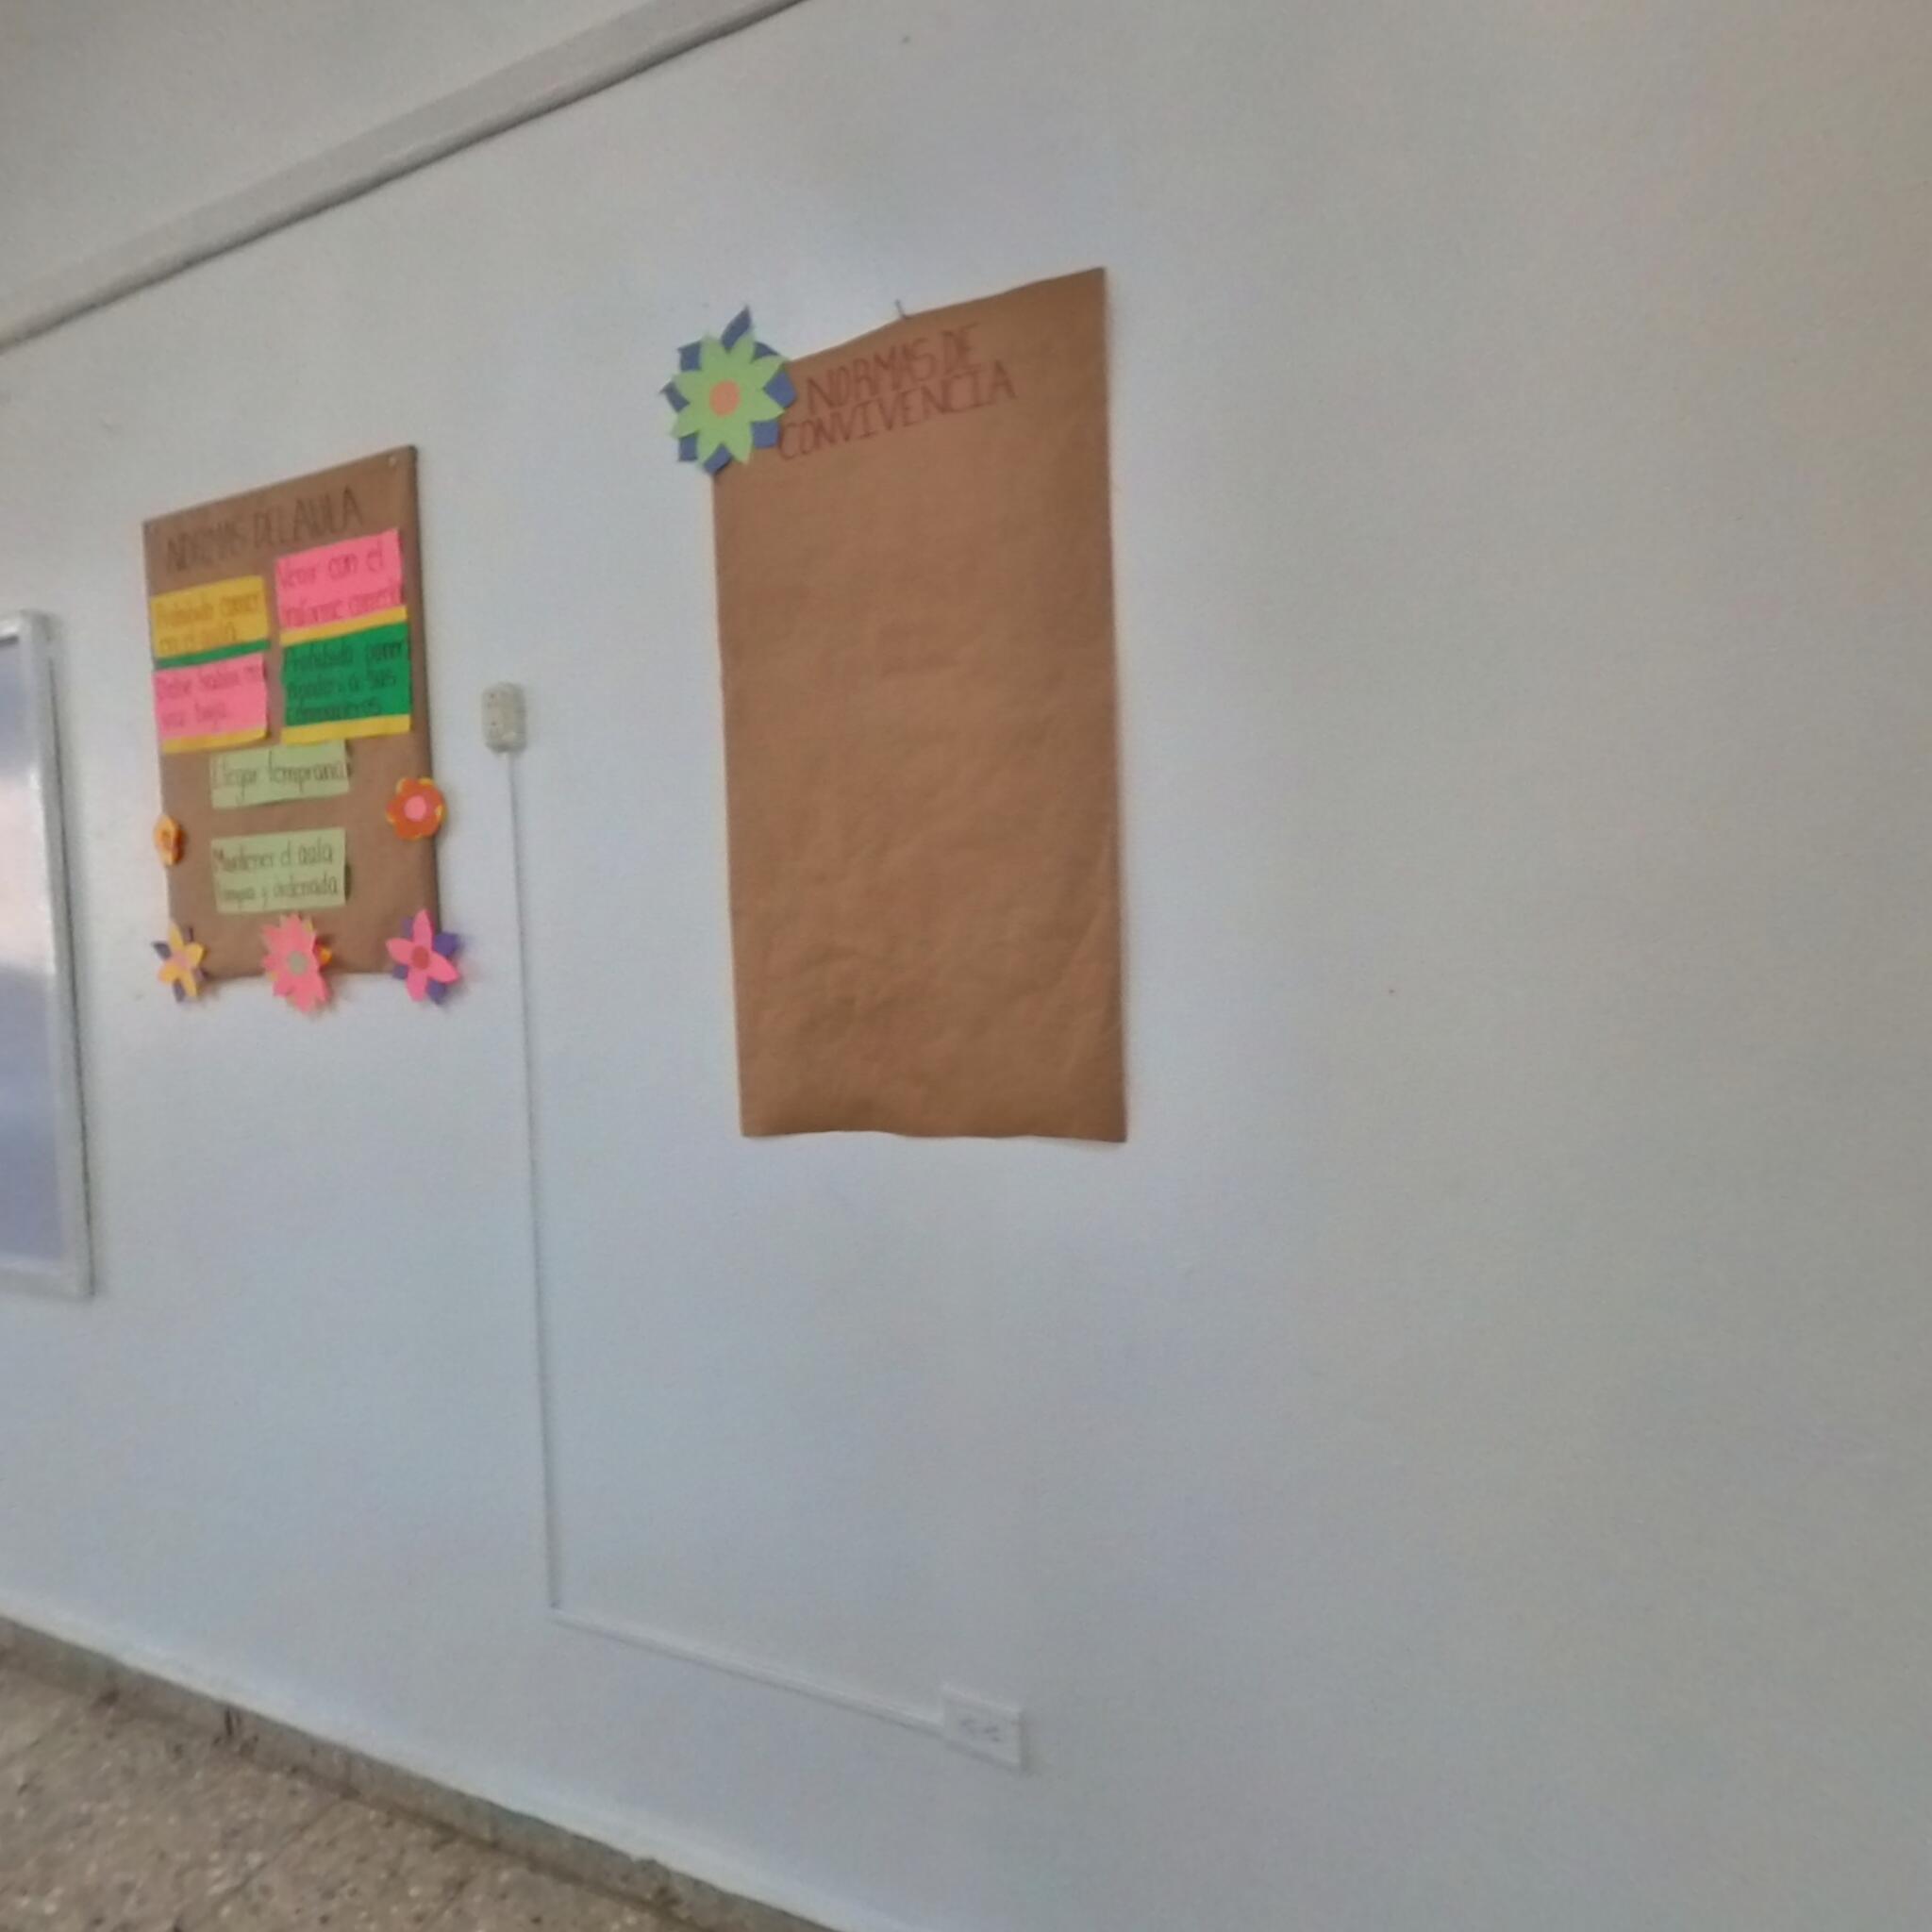 NORMAS DEL AULA
Venir con el
uniforme correcto
Prohibido comer
en el aula.
Debe hablar en
voz baja.
Prohibido poner
apodos a sus
compañeros
Llegar temprano
Mantener el aula
limpia y ordenada
NORMAS DE
CONVIVENCIA